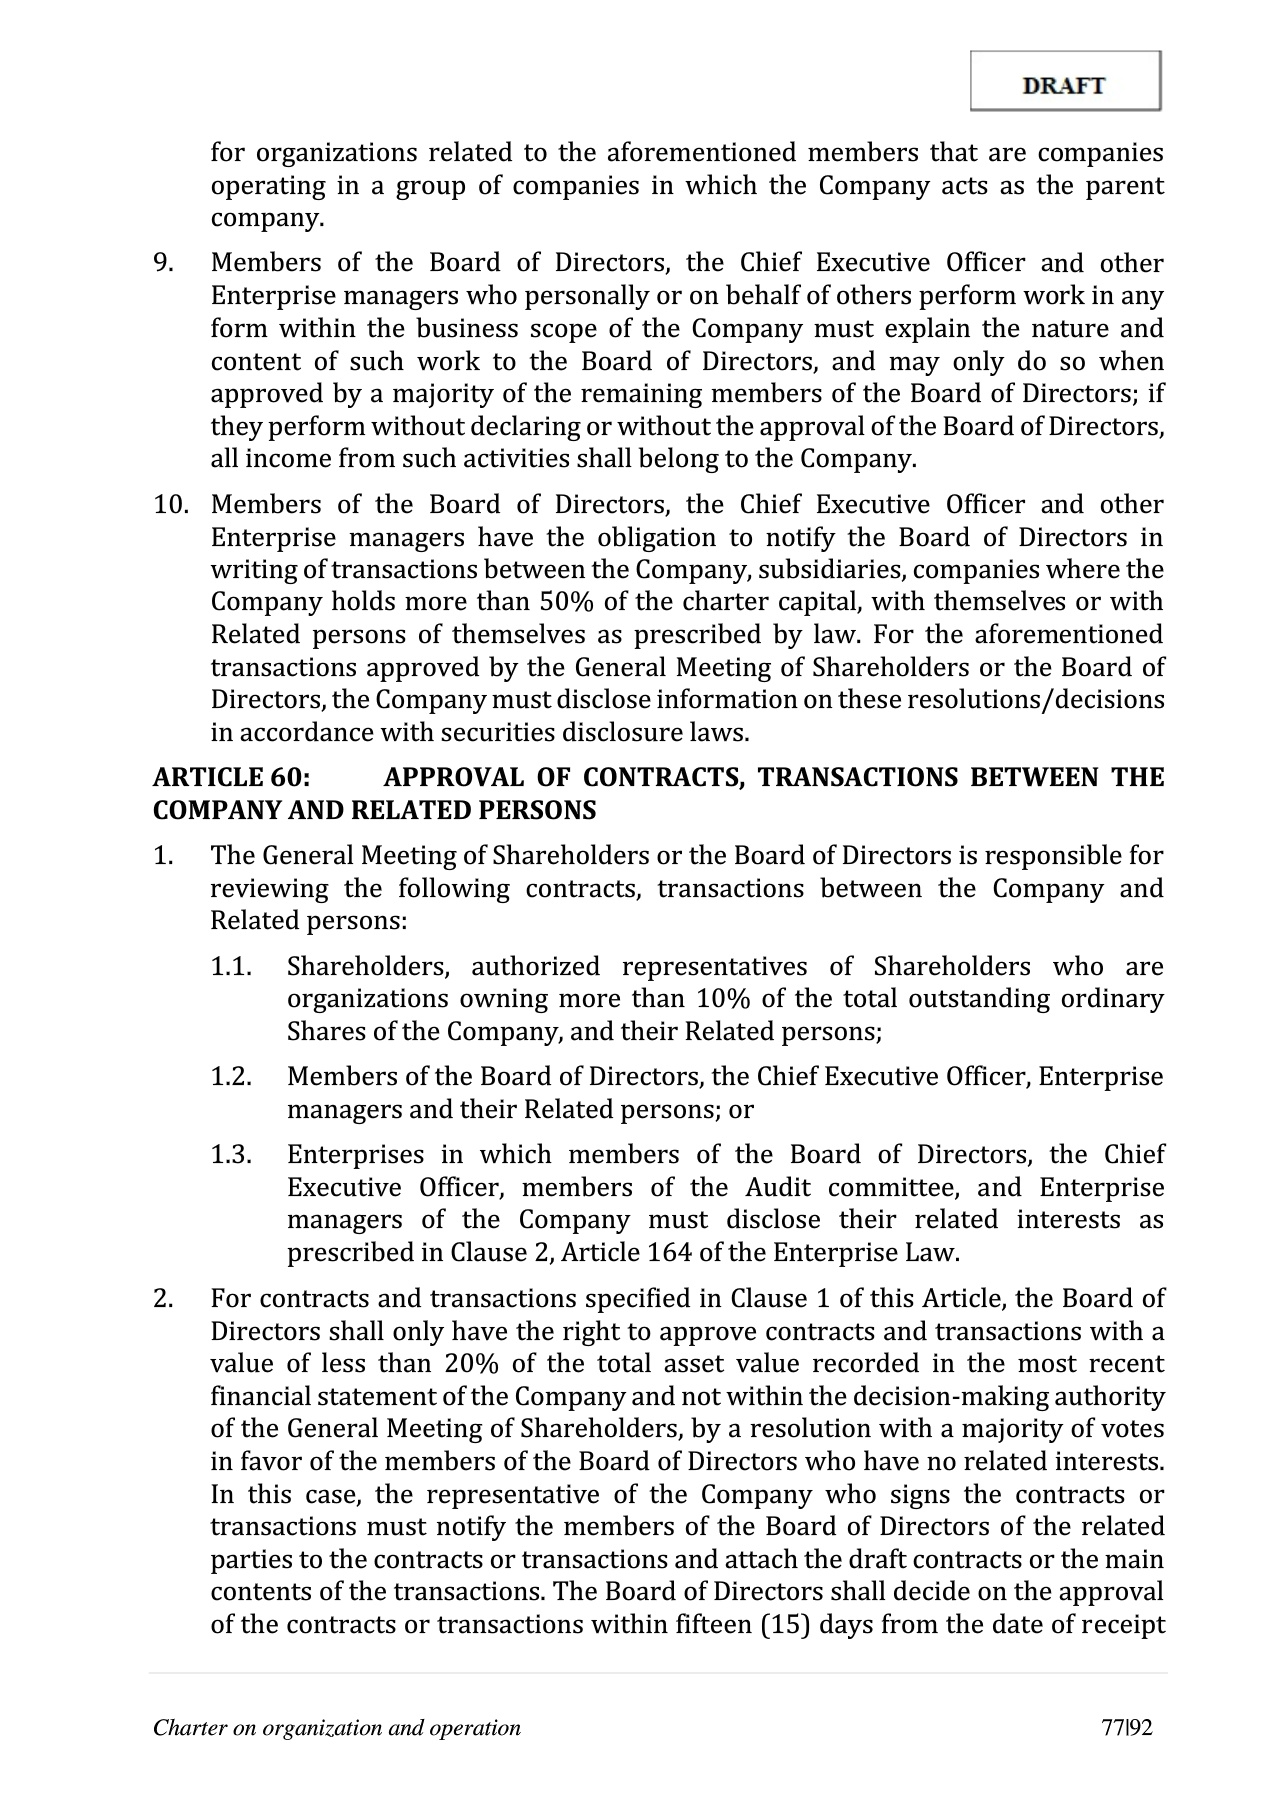 DRAFT
for organizations related to the aforementioned members that are companies
operating in a group of companies in which the Company acts as the parent
company.
9. Members of the Board of Directors, the Chief Executive Officer and other
Enterprise managers who personally or on behalf of others perform work in any
form within the business scope of the Company must explain the nature and
content of such work to the Board of Directors, and may only do so when
approved by a majority of the remaining members of the Board of Directors; if
they perform without declaring or without the approval of the Board of Directors,
all income from such activities shall belong to the Company.
10. Members of the Board of Directors, the Chief Executive Officer and other
Enterprise managers have the obligation to notify the Board of Directors in
writing of transactions between the Company, subsidiaries, companies where the
Company holds more than 50% of the charter capital, with themselves or with
Related persons of themselves as prescribed by law. For the aforementioned
transactions approved by the General Meeting of Shareholders or the Board of
Directors, the Company must disclose information on these resolutions/decisions
in accordance with securities disclosure laws.
ARTICLE 60: APPROVAL OF CONTRACTS, TRANSACTIONS BETWEEN THE
COMPANY AND RELATED PERSONS
1. The General Meeting of Shareholders or the Board of Directors is responsible for
reviewing the following contracts, transactions between the Company and
Related persons:
1.1. Shareholders, authorized representatives of Shareholders who are
organizations owning more than 10% of the total outstanding ordinary
Shares of the Company, and their Related persons;
1.2. Members of the Board of Directors, the Chief Executive Officer, Enterprise
managers and their Related persons; or
1.3. Enterprises in which members of the Board of Directors, the Chief
Executive Officer, members of the Audit committee, and Enterprise
managers of the Company must disclose their related interests as
prescribed in Clause 2, Article 164 of the Enterprise Law.
2. For contracts and transactions specified in Clause 1 of this Article, the Board of
Directors shall only have the right to approve contracts and transactions with a
value of less than 20% of the total asset value recorded in the most recent
financial statement of the Company and not within the decision-making authority
of the General Meeting of Shareholders, by a resolution with a majority of votes
in favor of the members of the Board of Directors who have no related interests.
In this case, the representative of the Company who signs the contracts or
transactions must notify the members of the Board of Directors of the related
parties to the contracts or transactions and attach the draft contracts or the main
contents of the transactions. The Board of Directors shall decide on the approval
of the contracts or transactions within fifteen (15) days from the date of receipt
Charter on organization and operation 77|92